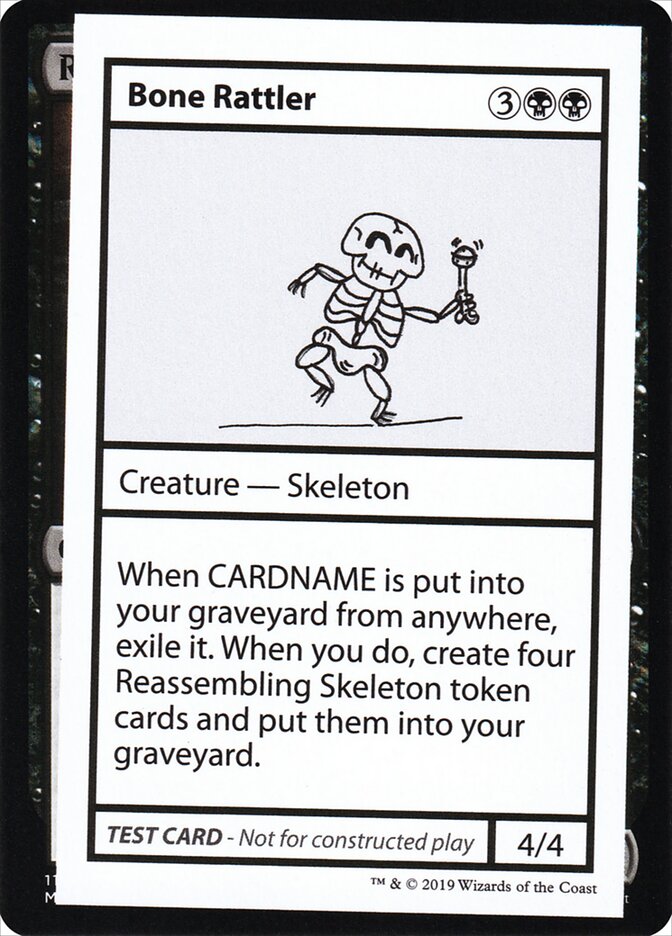 Bone Rattler 3
Creature — Skeleton
When CARDNAME is put into
your graveyard from anywhere,
exile it. When you do, create four
Reassembling Skeleton token
cards and put them into your
graveyard.
TEST CARD - Not for constructed play 4/4
™ & © 2019 Wizards of the Coast